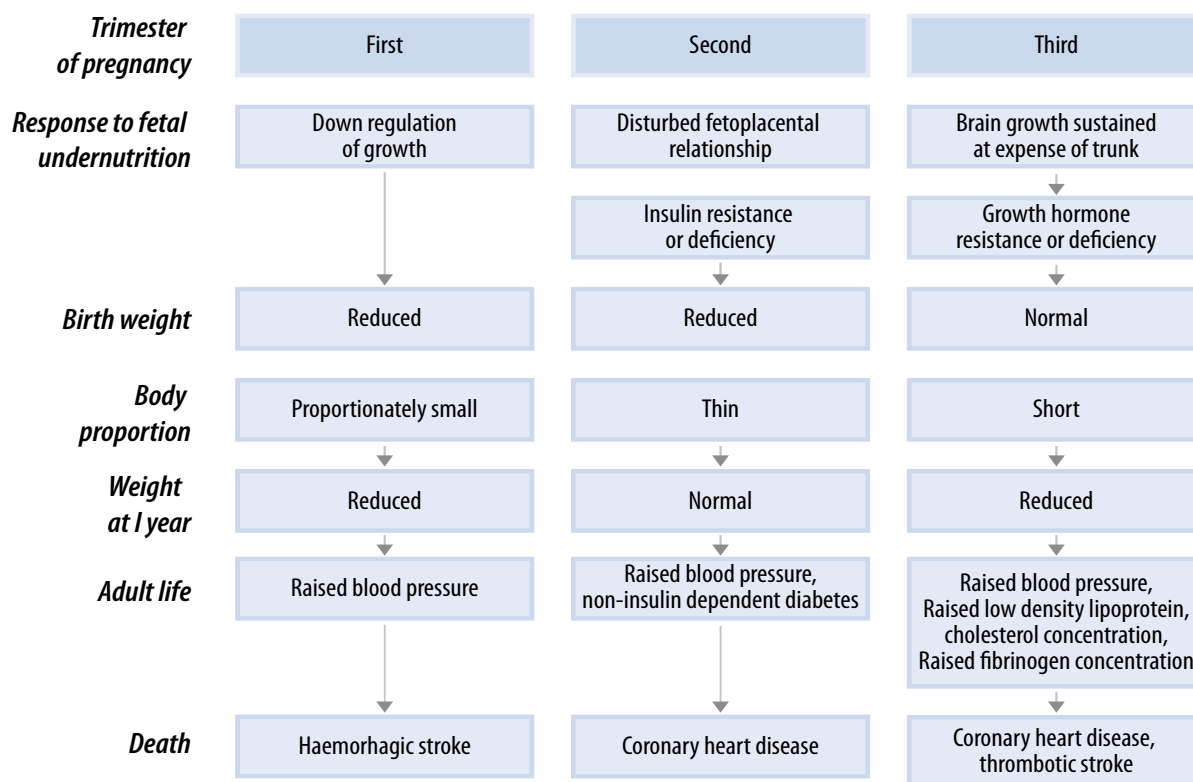 Trimester
of pregnancy
First
Second
Third
Response to fetal
undernutrition
Down regulation
of growth
Disturbed fetoplacental
relationship
Brain growth sustained
at expense of trunk
Insulin resistance
or deficiency
Growth hormone
resistance or deficiency
Birth weight
Reduced
Reduced
Normal
Body
proportion
Proportionately small
Thin
Short
Weight
at I year
Reduced
Normal
Reduced
Adult life
Raised blood pressure
Raised blood pressure,
non-insulin dependent diabetes
Raised blood pressure,
Raised low density lipoprotein,
cholesterol concentration,
Raised fibrinogen concentration
Death
Haemorhagic stroke
Coronary heart disease
Coronary heart disease,
thrombotic stroke